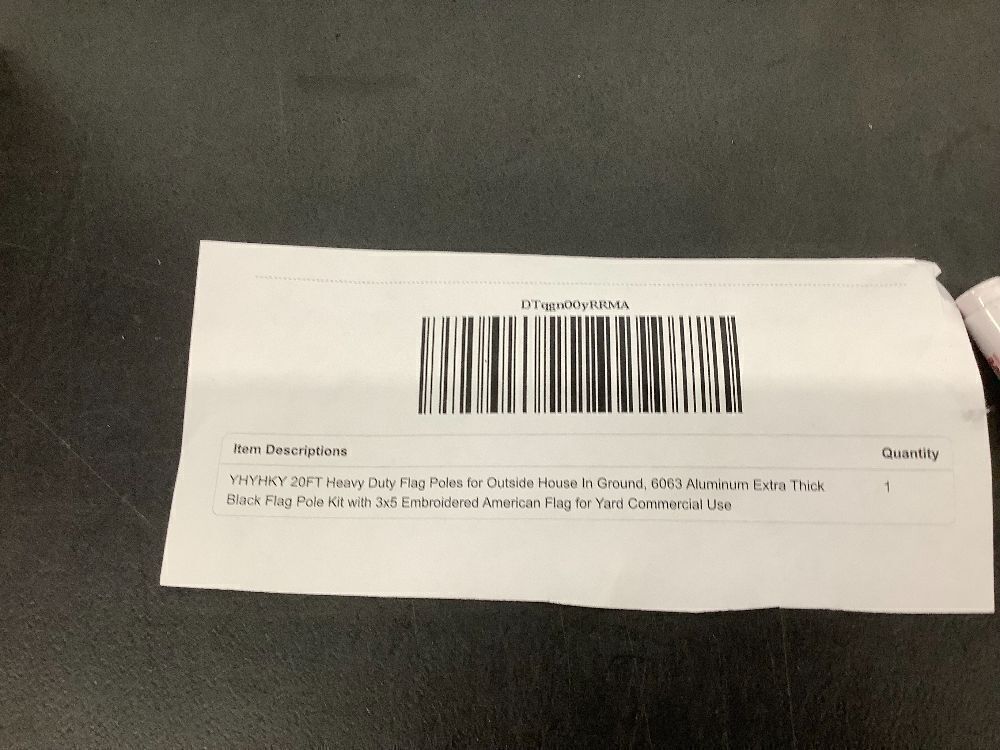 DTqgn00yRRMA
Item Descriptions Quantity
YHYHKY 20FT Heavy Duty Flag Poles for Outside House In Ground, 6063 Aluminum Extra Thick 1
Black Flag Pole Kit with 3x5 Embroidered American Flag for Yard Commercial Use